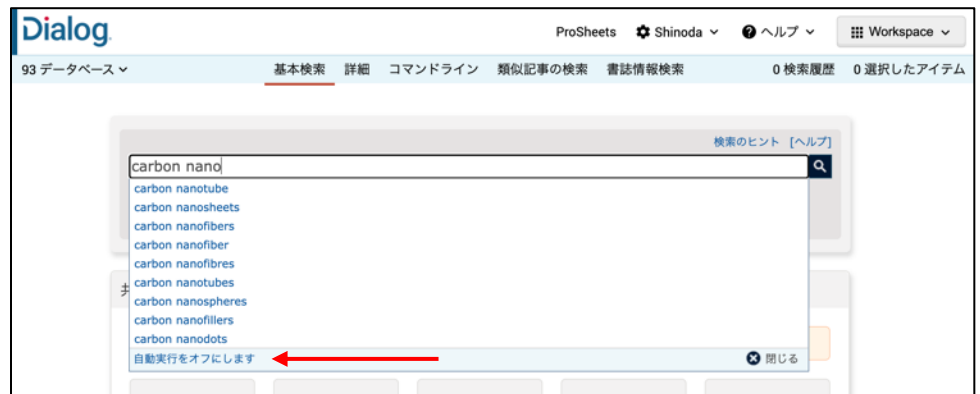 Dialog
ProSheets Shinoda ヘルプ Workspace
93 データベース 基本検索 詳細 コマンドライン 類似記事の検索 書誌情報検索 0 検索履歴 0 選択したアイテム
検索のヒント [ヘルプ]
carbon nano
carbon nanotube
carbon nanosheets
carbon nanofibers
carbon nanofiber
carbon nanofibres
carbon nanotubes
carbon nanospheres
carbon nanofillers
carbon nanodots
自動実行をオフにします 閉じる